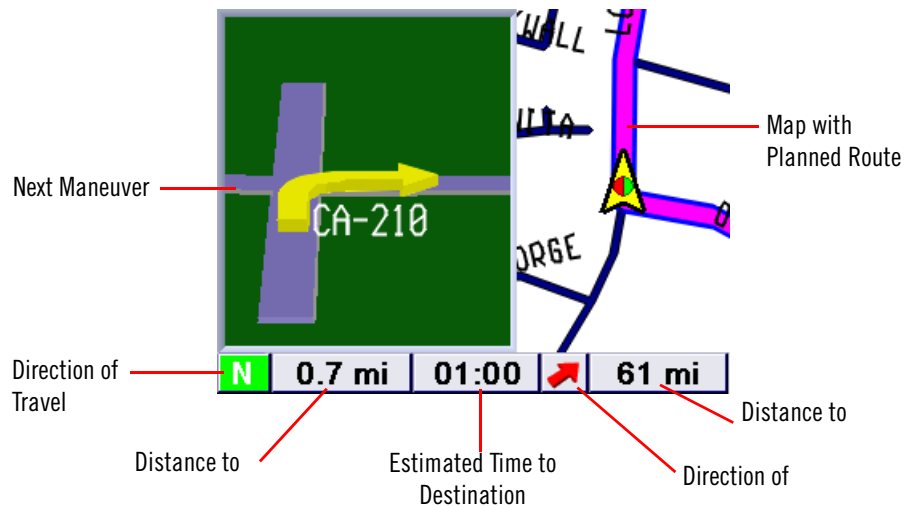 WALL
CA-210
N
0.7 mi
01:00
61 mi
Next Maneuver
Map with
Planned Route
Direction of
Travel
Distance to
Estimated Time to
Destination
Direction of
Distance to